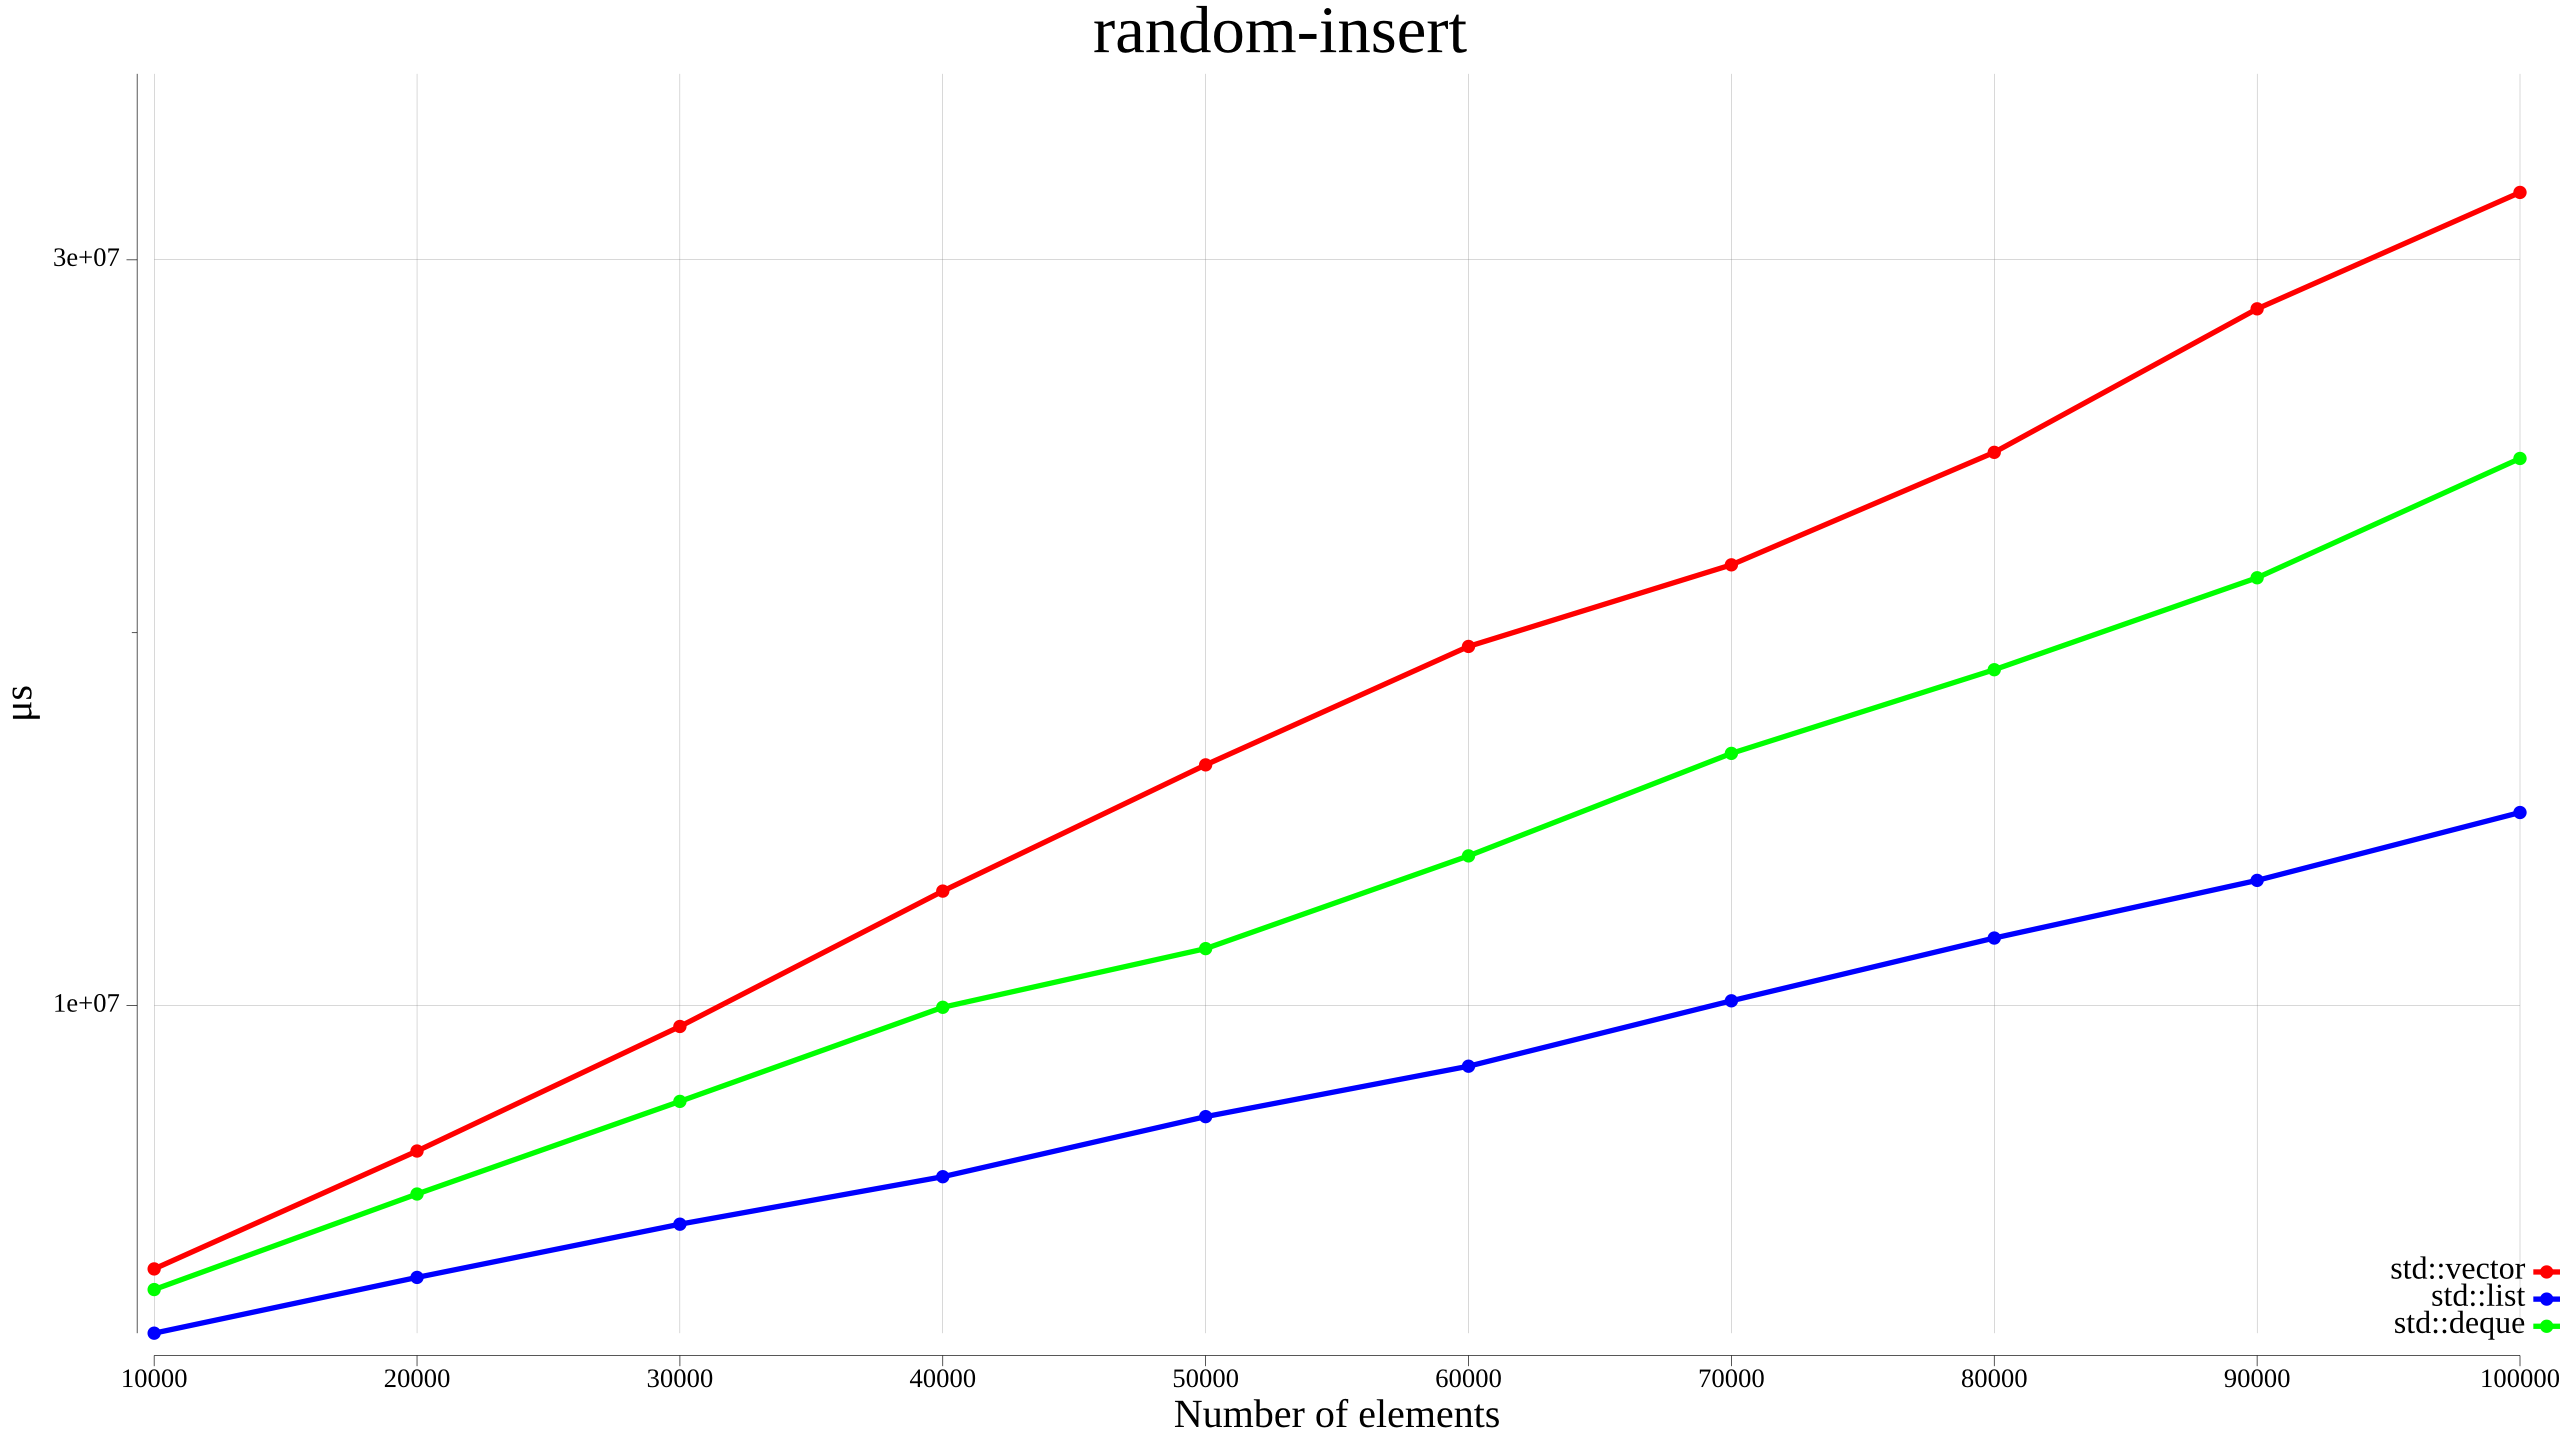 random-insert
3e+07
µs
1e+07
std::vector
std::list
std::deque
10000 20000 30000 40000 50000 60000 70000 80000 90000 100000
Number of elements